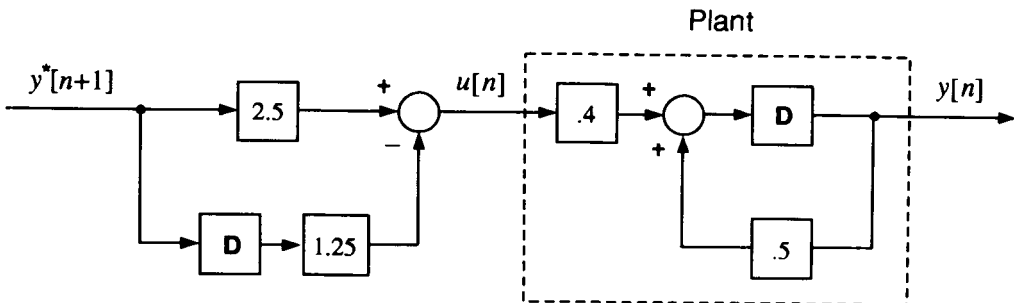 Plant
y*[n+1]
2.5
+
−
u[n]
.4
+
+
D
y[n]
D
1.25
.5